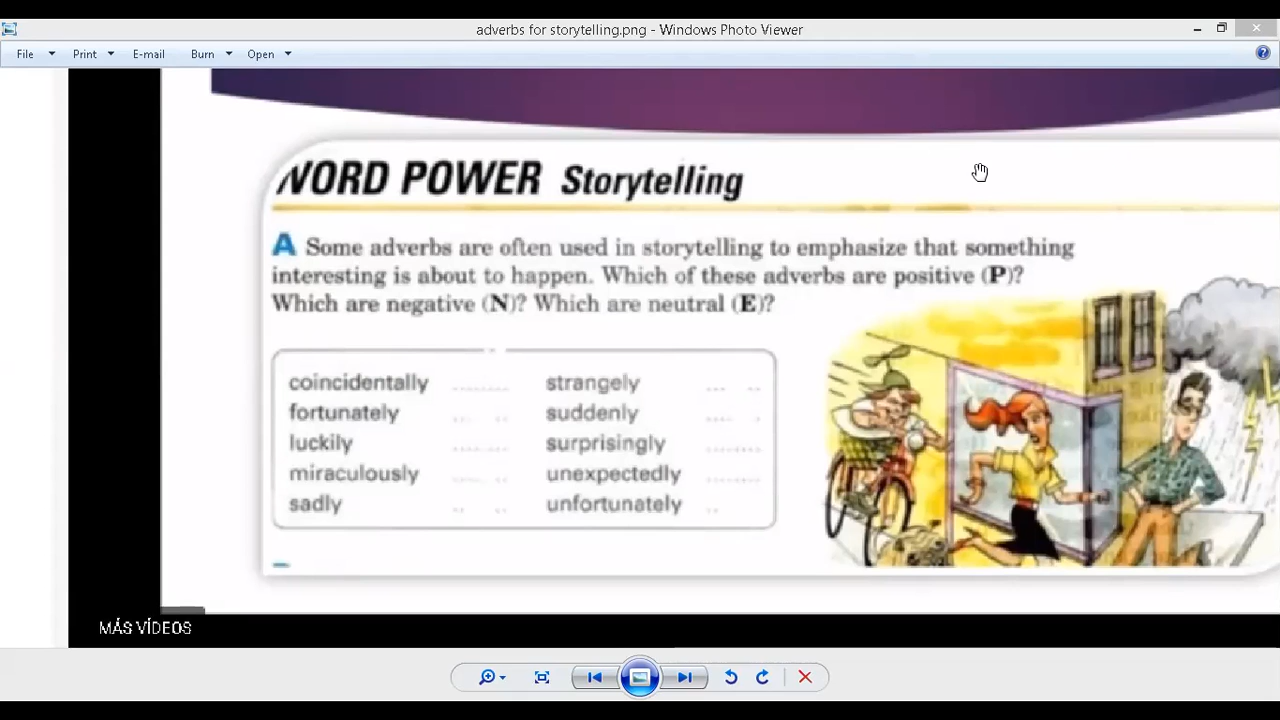 adverbs for storytelling.png - Windows Photo Viewer
File Print E-mail Burn Open
WORD POWER Storytelling
A Some adverbs are often used in storytelling to emphasize that something
interesting is about to happen. Which of these adverbs are positive (P)?
Which are negative (N)? Which are neutral (E)?
coincidentally ........ strangely ........
fortunately ........ suddenly ........
luckily ........ surprisingly ........
miraculously ........ unexpectedly ........
sadly ........ unfortunately ..
MÁS VÍDEOS